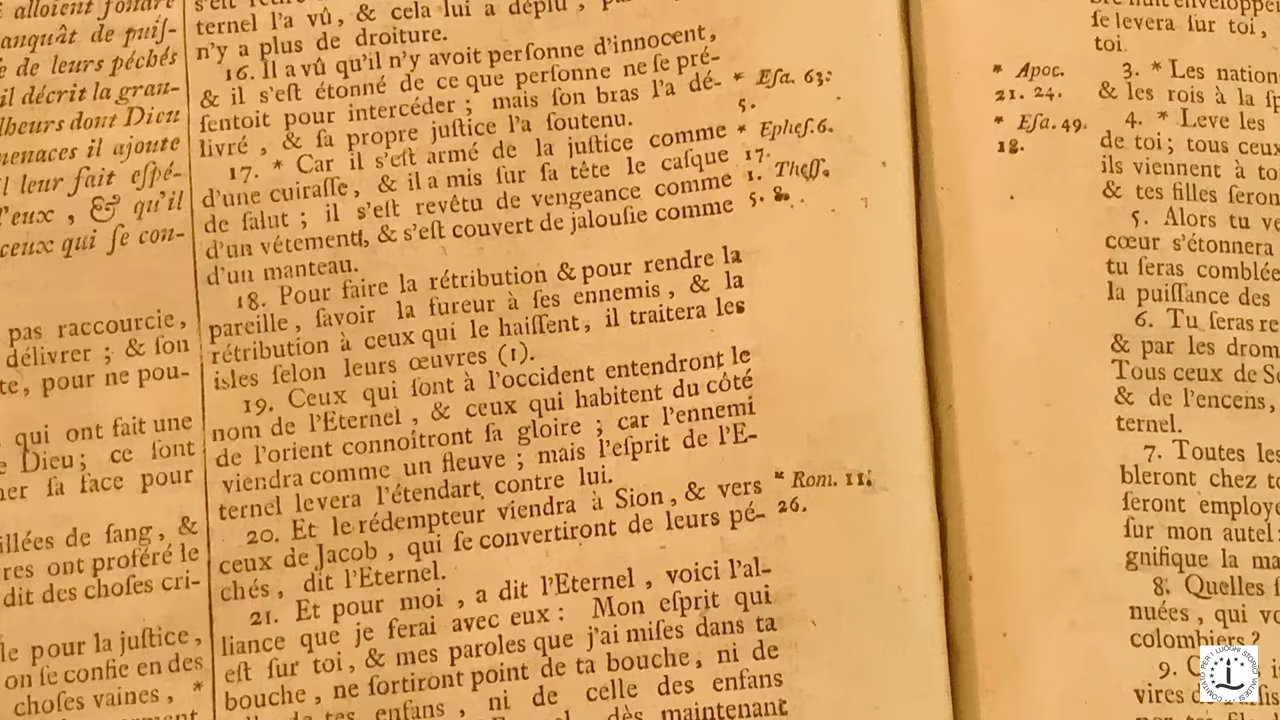 i alloient fondre
anquât de puiſ-
e de leurs péchés
il décrit la gran-
lheurs dont Dieu
menaces il ajoute
il leur fait eſpé-
d'eux , & qu'il
ceux qui ſe con-
pas raccourcie,
délivrer ; & ſon
te, pour ne pou-
qui ont fait une
e Dieu; ce ſont
her ſa face pour
illées de ſang, &
res ont proféré le
dit des choſes cri-
le pour la juſtice,
on ſe confie en des
choſes vaines, *
ternel l'a vû, & cela lui a déplu ,
n'y a plus de droiture.
16. Il a vû qu'il n'y avoit perſonne d'innocent,
& il s'eſt étonné de ce que perſonne ne ſe pré-
ſentoit pour intercéder ; mais ſon bras l'a dé-
livré , & ſa propre juſtice l'a ſoutenu.
17. * Car il s'eſt armé de la juſtice comme
d'une cuiraſſe, & il a mis ſur ſa tête le caſque
de ſalut ; il s'eſt revêtu de vengeance comme
d'un vétement, & s'eſt couvert de jalouſie comme
d'un manteau.
18. Pour faire la rétribution & pour rendre la
pareille, ſavoir la fureur à ſes ennemis , & la
rétribution à ceux qui le haiſſent, il traitera les
isles ſelon leurs œuvres (1).
19. Ceux qui ſont à l'occident entendront le
nom de l'Eternel , & ceux qui habitent du côté
de l'orient connoîtront ſa gloire ; car l'ennemi
viendra comme un fleuve ; mais l'eſprit de l'E-
ternel levera l'étendart contre lui.
20. Et le rédempteur viendra à Sion, & vers
ceux de Jacob , qui ſe convertiront de leurs pé-
chés , dit l'Eternel.
21. Et pour moi , a dit l'Eternel , voici l'al-
liance que je ferai avec eux : Mon eſprit qui
eſt ſur toi, & mes paroles que j'ai miſes dans ta
bouche , ne ſortiront point de ta bouche, ni de
de tes enfans , ni de celle des enfans
dès maintenant
* Eſa. 63:
5.
* Epheſ. 6.
17.
1. Theſſ.
5. 8.
* Rom. 11:
26.
* Apoc.
21. 24.
* Eſa. 49.
18.
ſe levera ſur toi,
toi.
3. * Les nation
& les rois à la ſp
4. * Leve les
de toi; tous ceux
ils viennent à to
& tes filles ſeron
5. Alors tu ve
cœur s'étonnera
tu ſeras comblée
la puiſſance des
6. Tu ſeras re
& par les drom
Tous ceux de Se
& de l'encens,
ternel.
7. Toutes les
bleront chez to
ſeront employe
ſur mon autel:
gnifique la ma
8. Quelles ſ
nuées, qui vo
colombiers ?
9.
vires
COMITATO PER I LUOGHI STORICI VALDESI